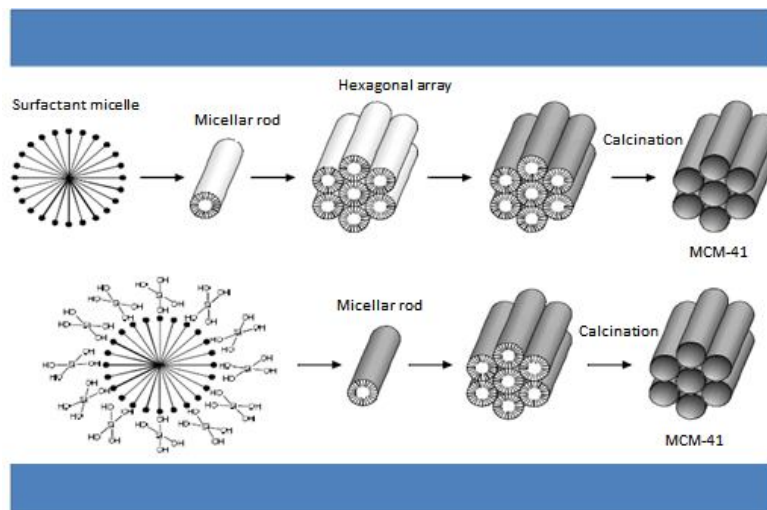 Hexagonal array
Surfactant micelle
Micellar rod
Calcination
MCM-41
Micellar rod
Calcination
MCM-41